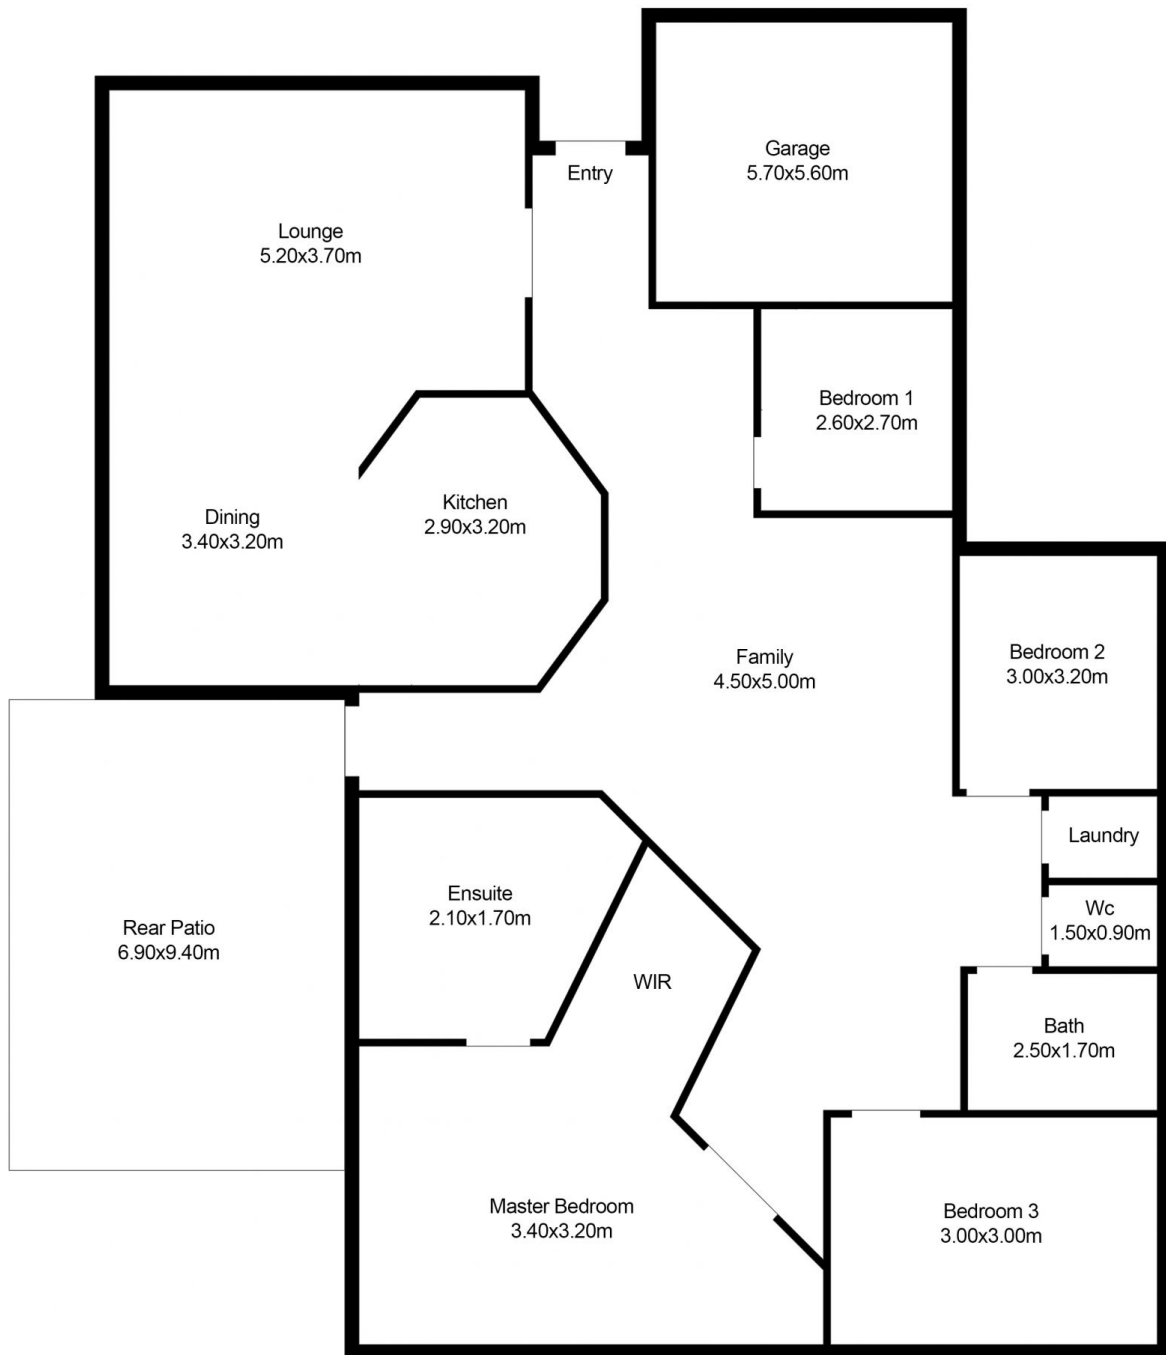 Garage
5.70x5.60m
Entry
Lounge
5.20x3.70m
Bedroom 1
2.60x2.70m
Kitchen
2.90x3.20m
Dining
3.40x3.20m
Family
4.50x5.00m
Bedroom 2
3.00x3.20m
Laundry
Wc
1.50x0.90m
Ensuite
2.10x1.70m
Rear Patio
6.90x9.40m
WIR
Bath
2.50x1.70m
Master Bedroom
3.40x3.20m
Bedroom 3
3.00x3.00m